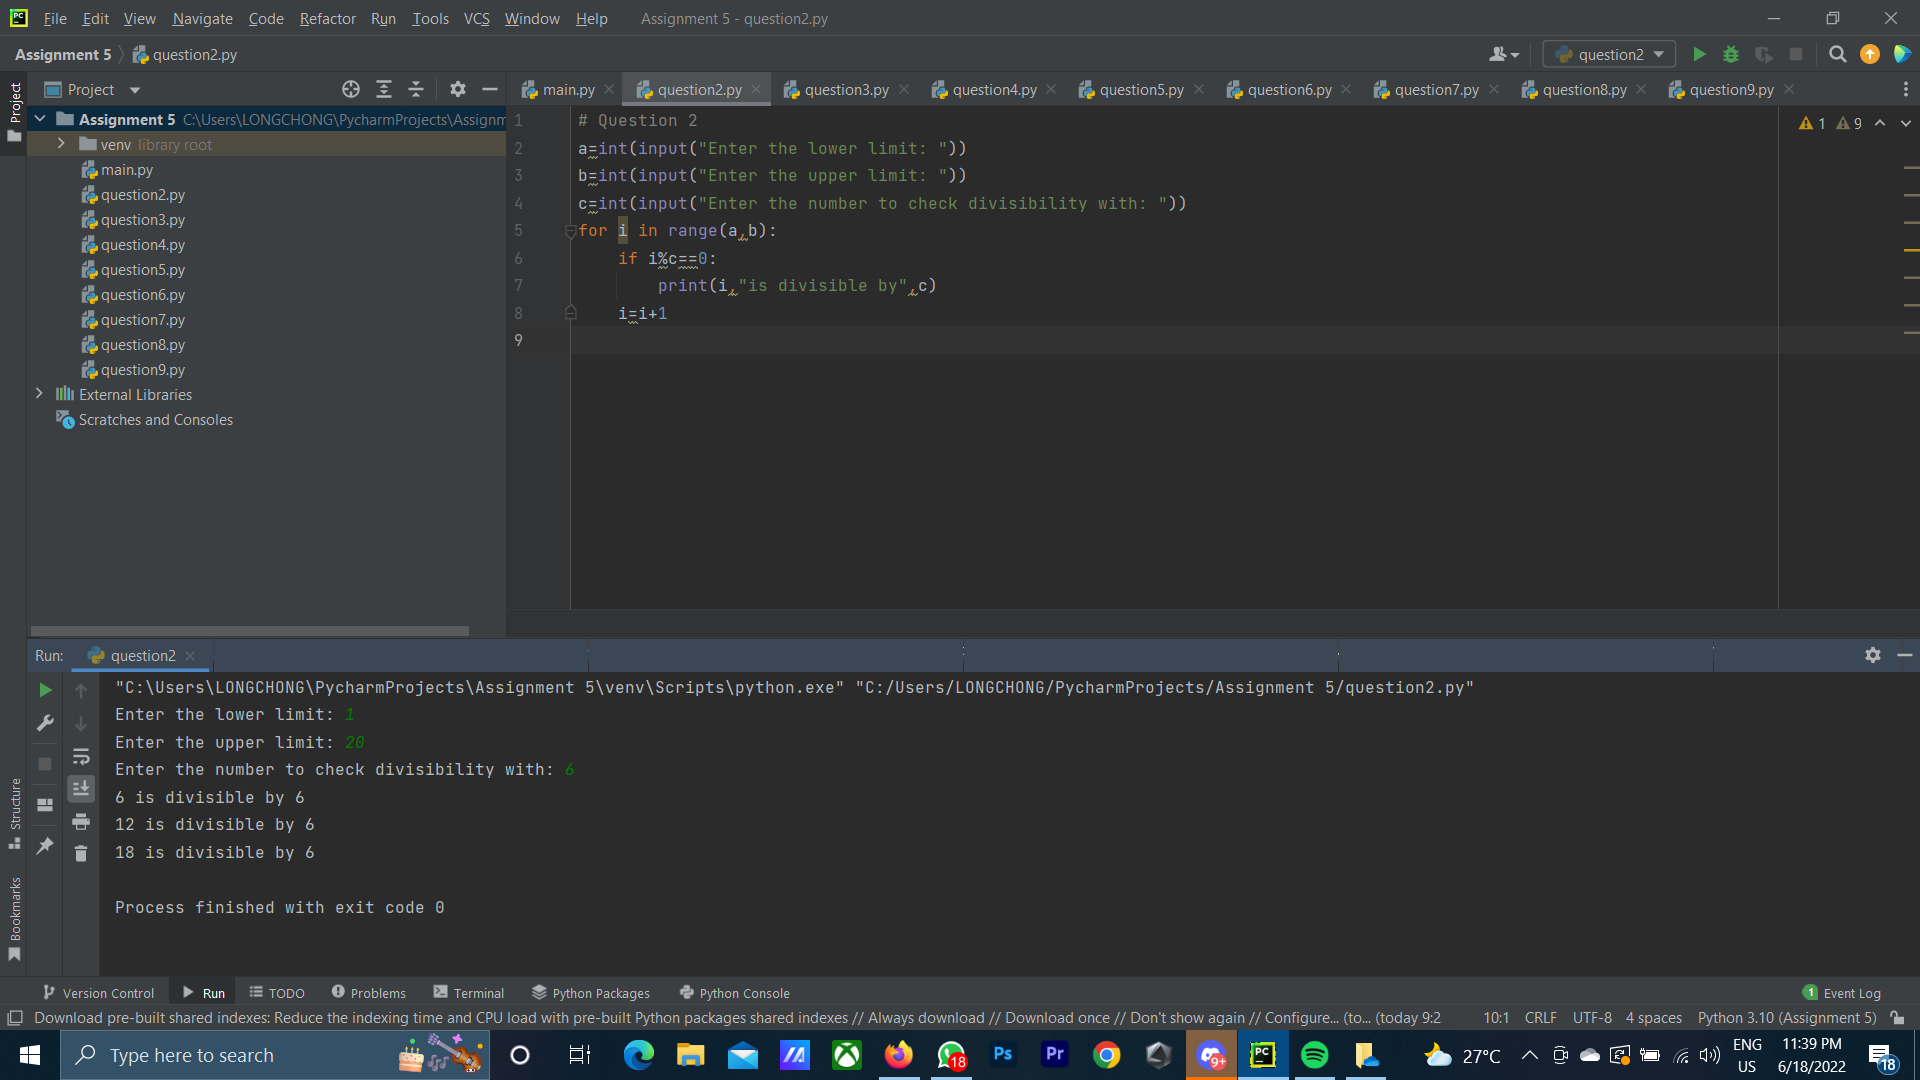 File Edit View Navigate Code Refactor Run Tools VCS Window Help Assignment 5 - question2.py
Assignment 5 question2.py question2
Project main.py question2.py question3.py question4.py question5.py question6.py question7.py question8.py question9.py
Project
Assignment 5 C:\Users\LONGCHONG\PycharmProjects\Assignm
venv library root
main.py
question2.py
question3.py
question4.py
question5.py
question6.py
question7.py
question8.py
question9.py
External Libraries
Scratches and Consoles
1 # Question 2
2 a=int(input("Enter the lower limit: "))
3 b=int(input("Enter the upper limit: "))
4 c=int(input("Enter the number to check divisibility with: "))
5 for i in range(a,b):
6 if i%c==0:
7 print(i,"is divisible by",c)
8 i=i+1
9
1 9
Run: question2
"C:\Users\LONGCHONG\PycharmProjects\Assignment 5\venv\Scripts\python.exe" "C:/Users/LONGCHONG/PycharmProjects/Assignment 5/question2.py"
Enter the lower limit: 1
Enter the upper limit: 20
Enter the number to check divisibility with: 6
6 is divisible by 6
12 is divisible by 6
18 is divisible by 6
Process finished with exit code 0
Structure
Bookmarks
Version Control Run TODO Problems Terminal Python Packages Python Console 1 Event Log
Download pre-built shared indexes: Reduce the indexing time and CPU load with pre-built Python packages shared indexes // Always download // Download once // Don't show again // Configure... (to... (today 9:2 10:1 CRLF UTF-8 4 spaces Python 3.10 (Assignment 5)
Type here to search 18 Ps Pr 9+ PC 27°C ENG 11:39 PM
US 6/18/2022 18